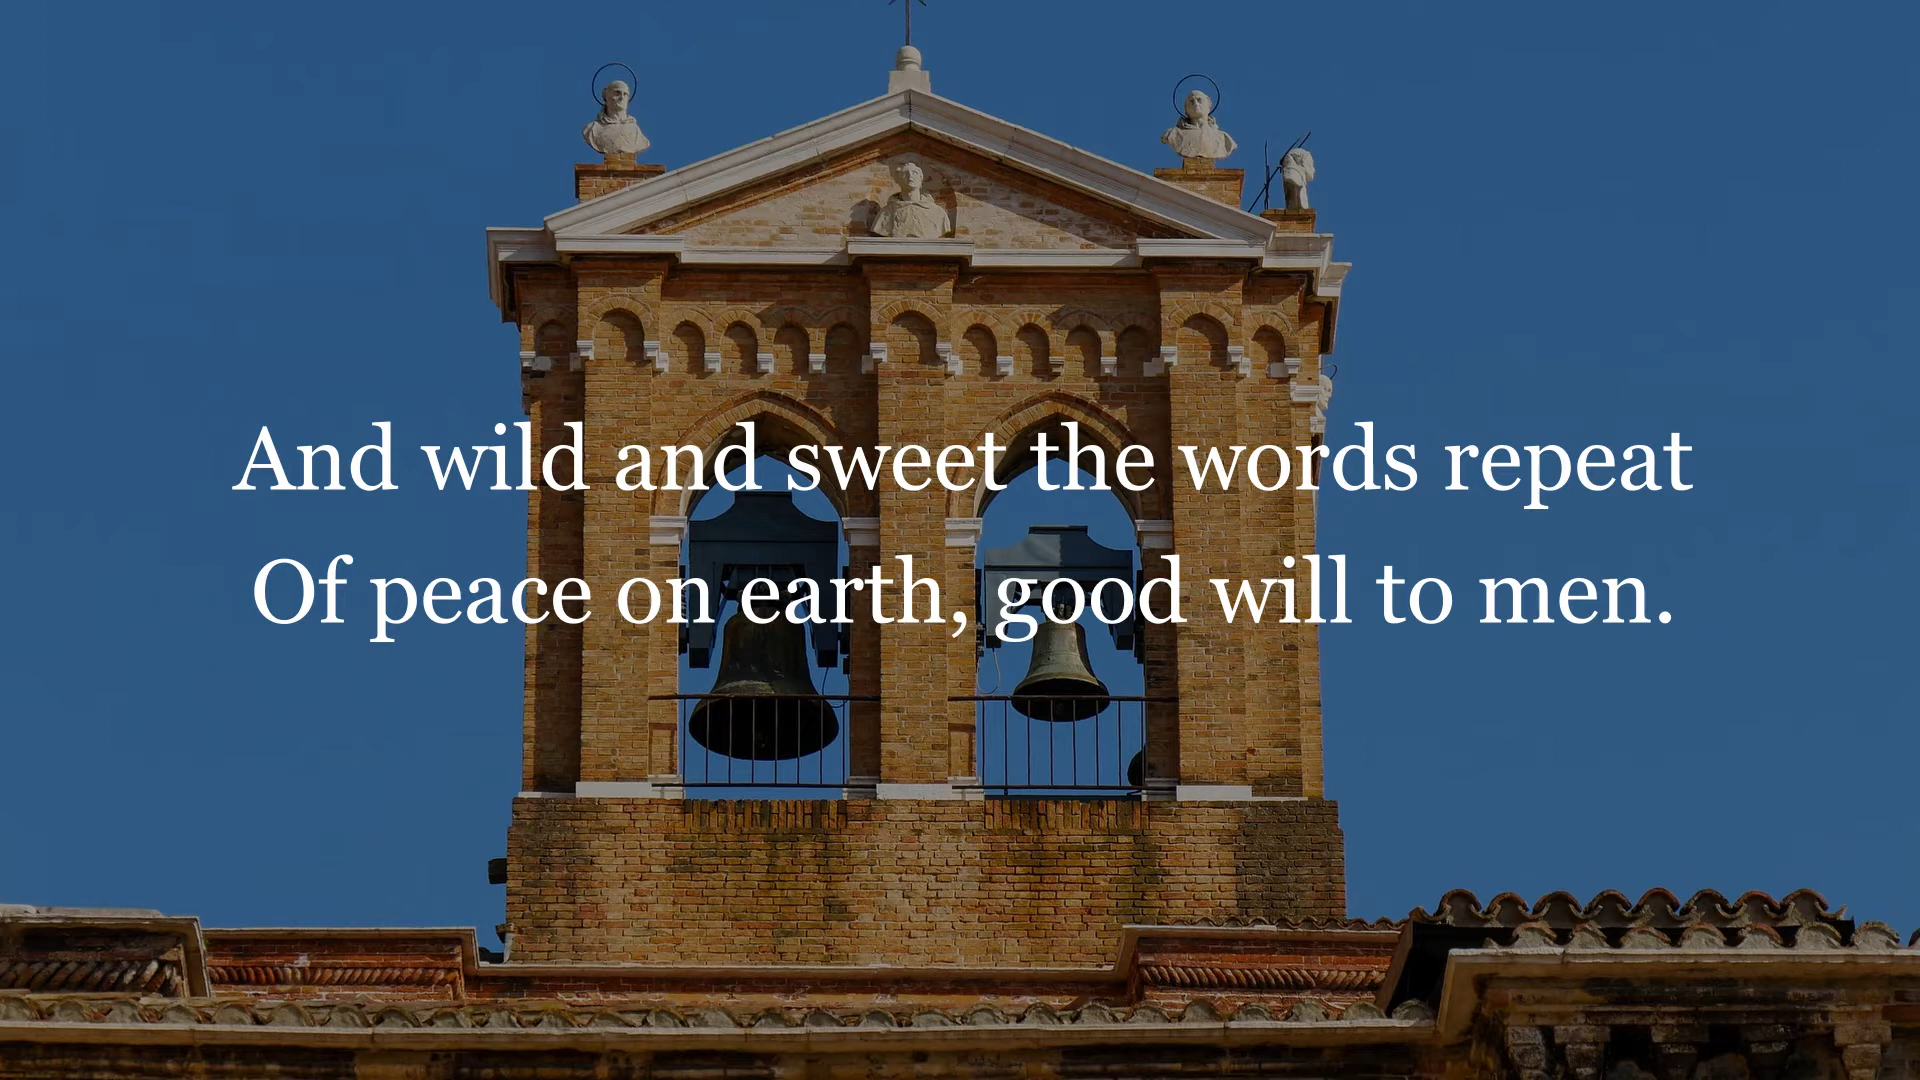 And wild and sweet the words repeat
Of peace on earth, good will to men.